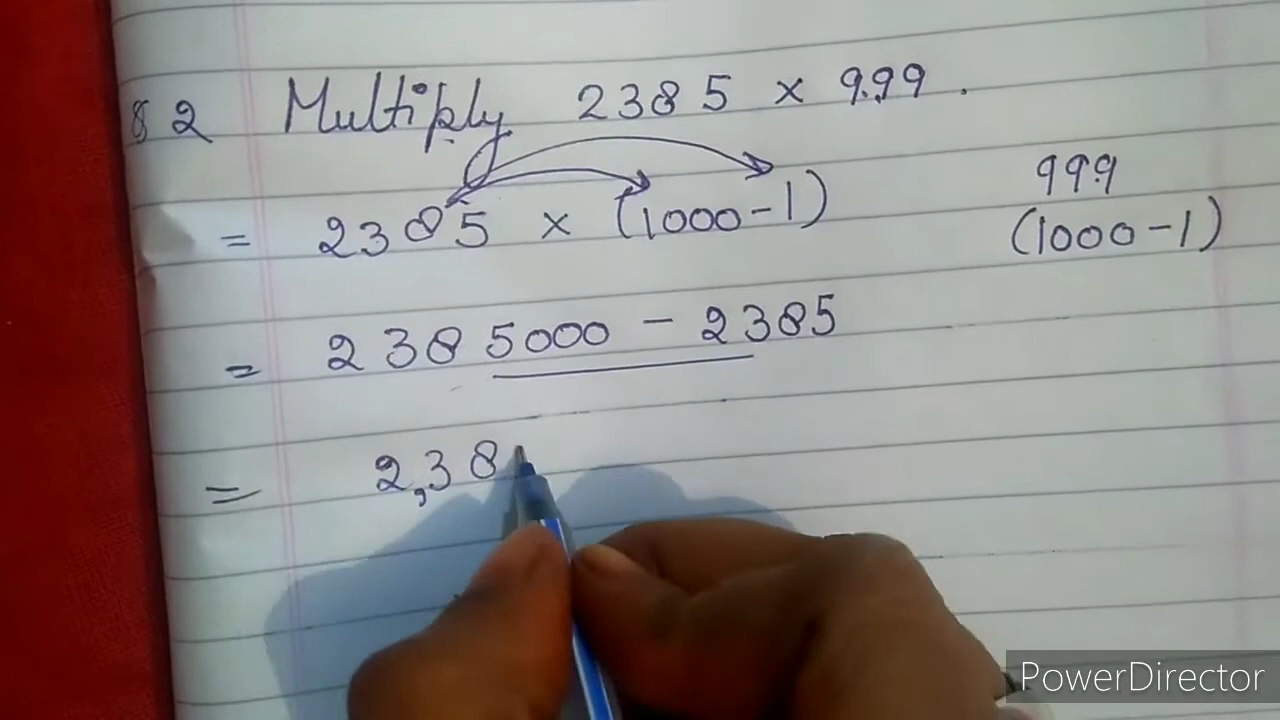 82 Multiply 2385 × 999.
999
= 2385 × (1000-1)
(1000-1)
= 2385000 - 2385
= 2,38
PowerDirector